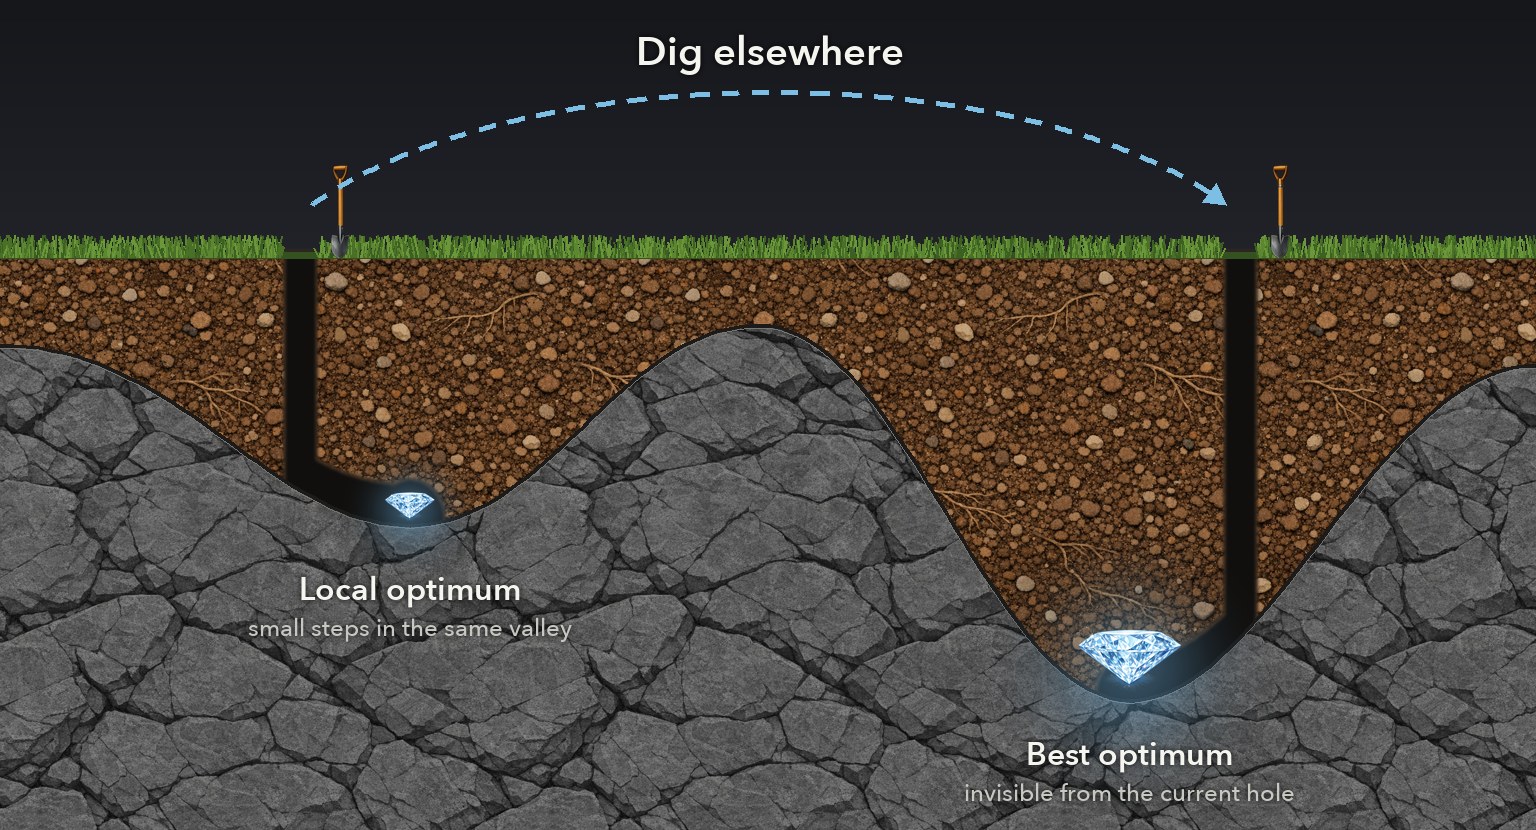 Dig elsewhere
Local optimum
small steps in the same valley
Best optimum
invisible from the current hole